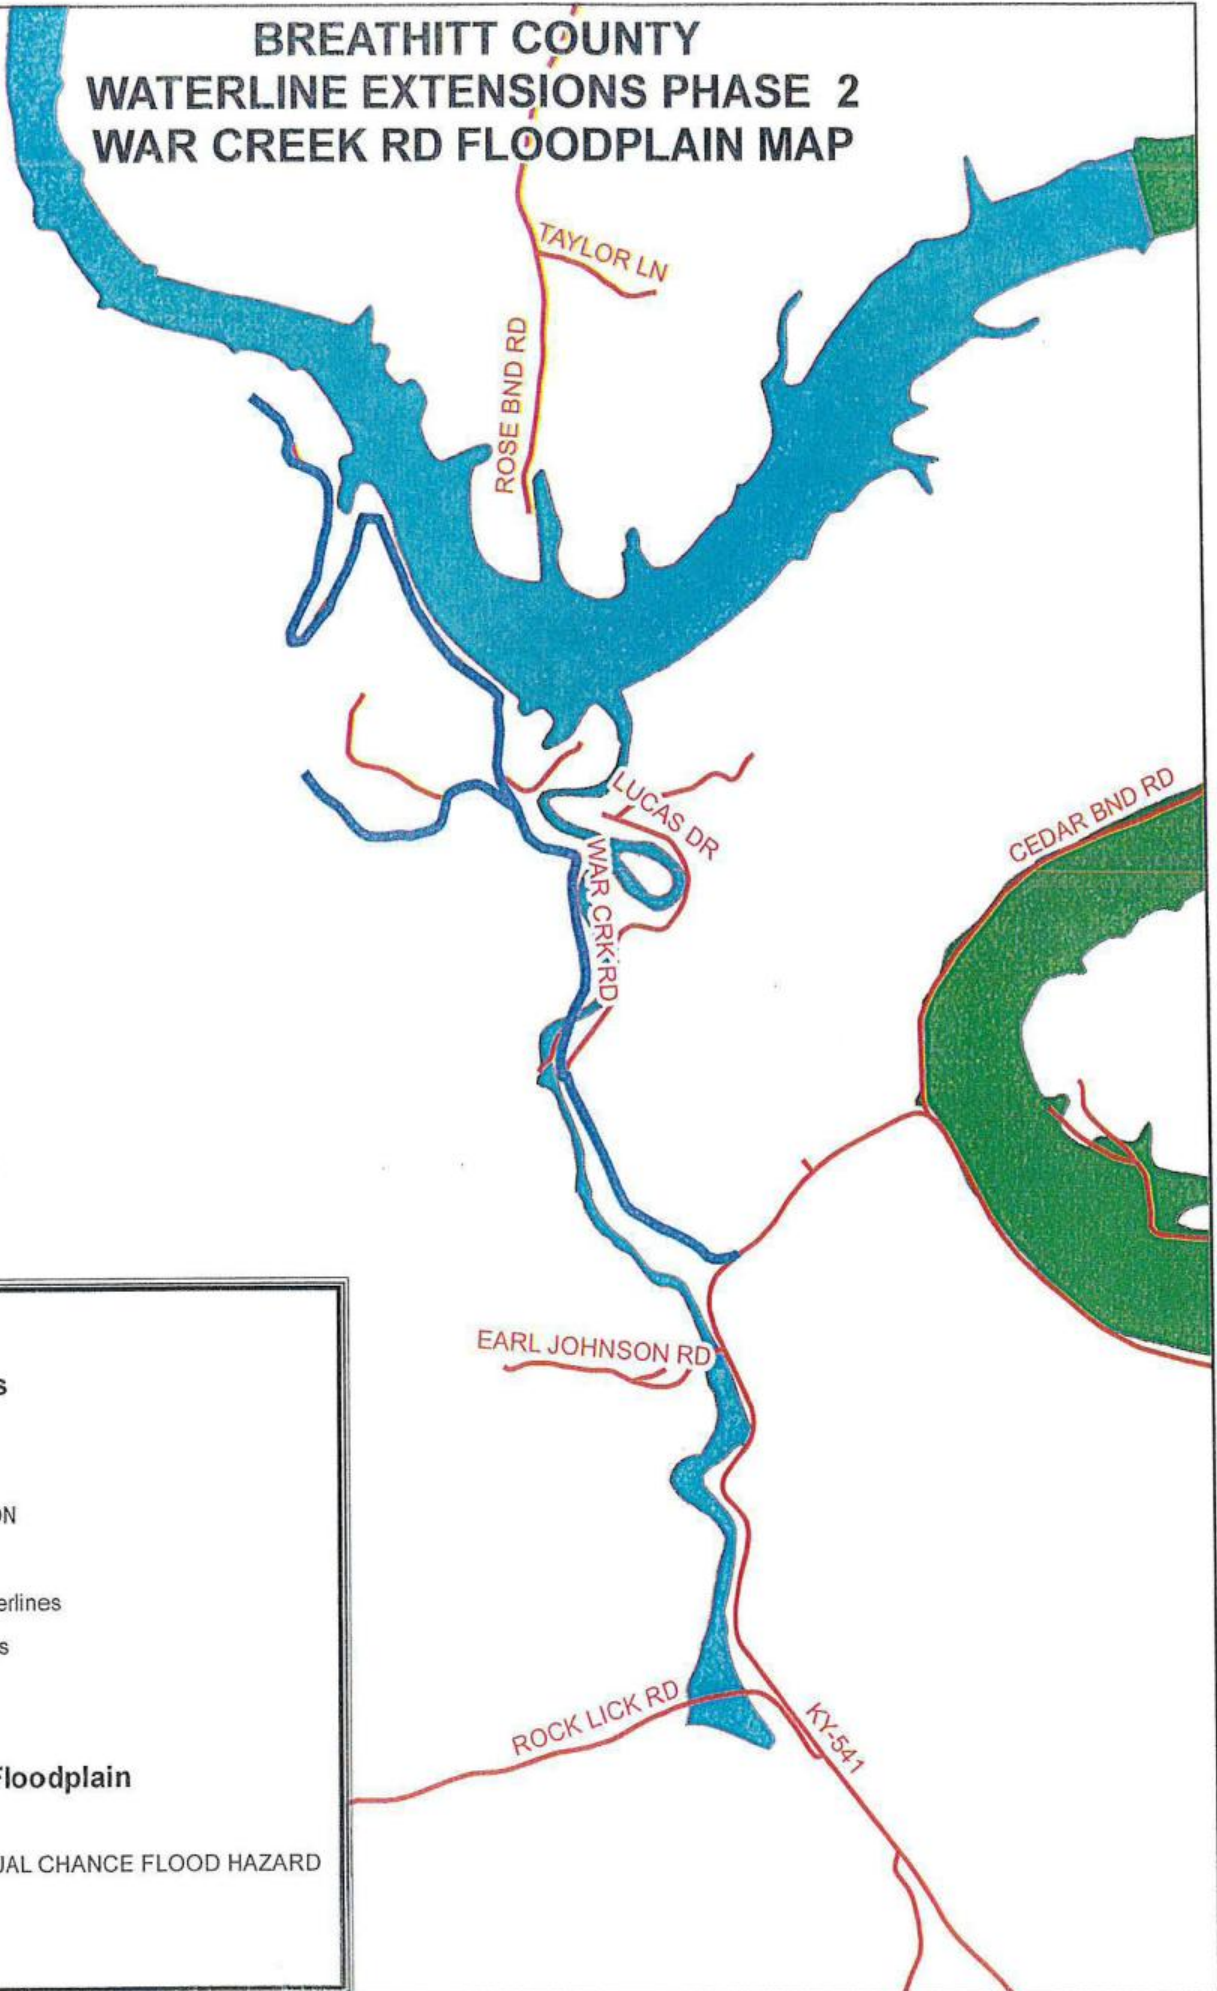 BREATHITT COUNTY
WATERLINE EXTENSIONS PHASE 2
WAR CREEK RD FLOODPLAIN MAP
TAYLOR LN
ROSE BND RD
LUCAS DR
WAR CRK RD
CEDAR BND RD
EARL JOHNSON RD
ROCK LICK RD
KY-541
s
ON
erlines
s
Floodplain
UAL CHANCE FLOOD HAZARD